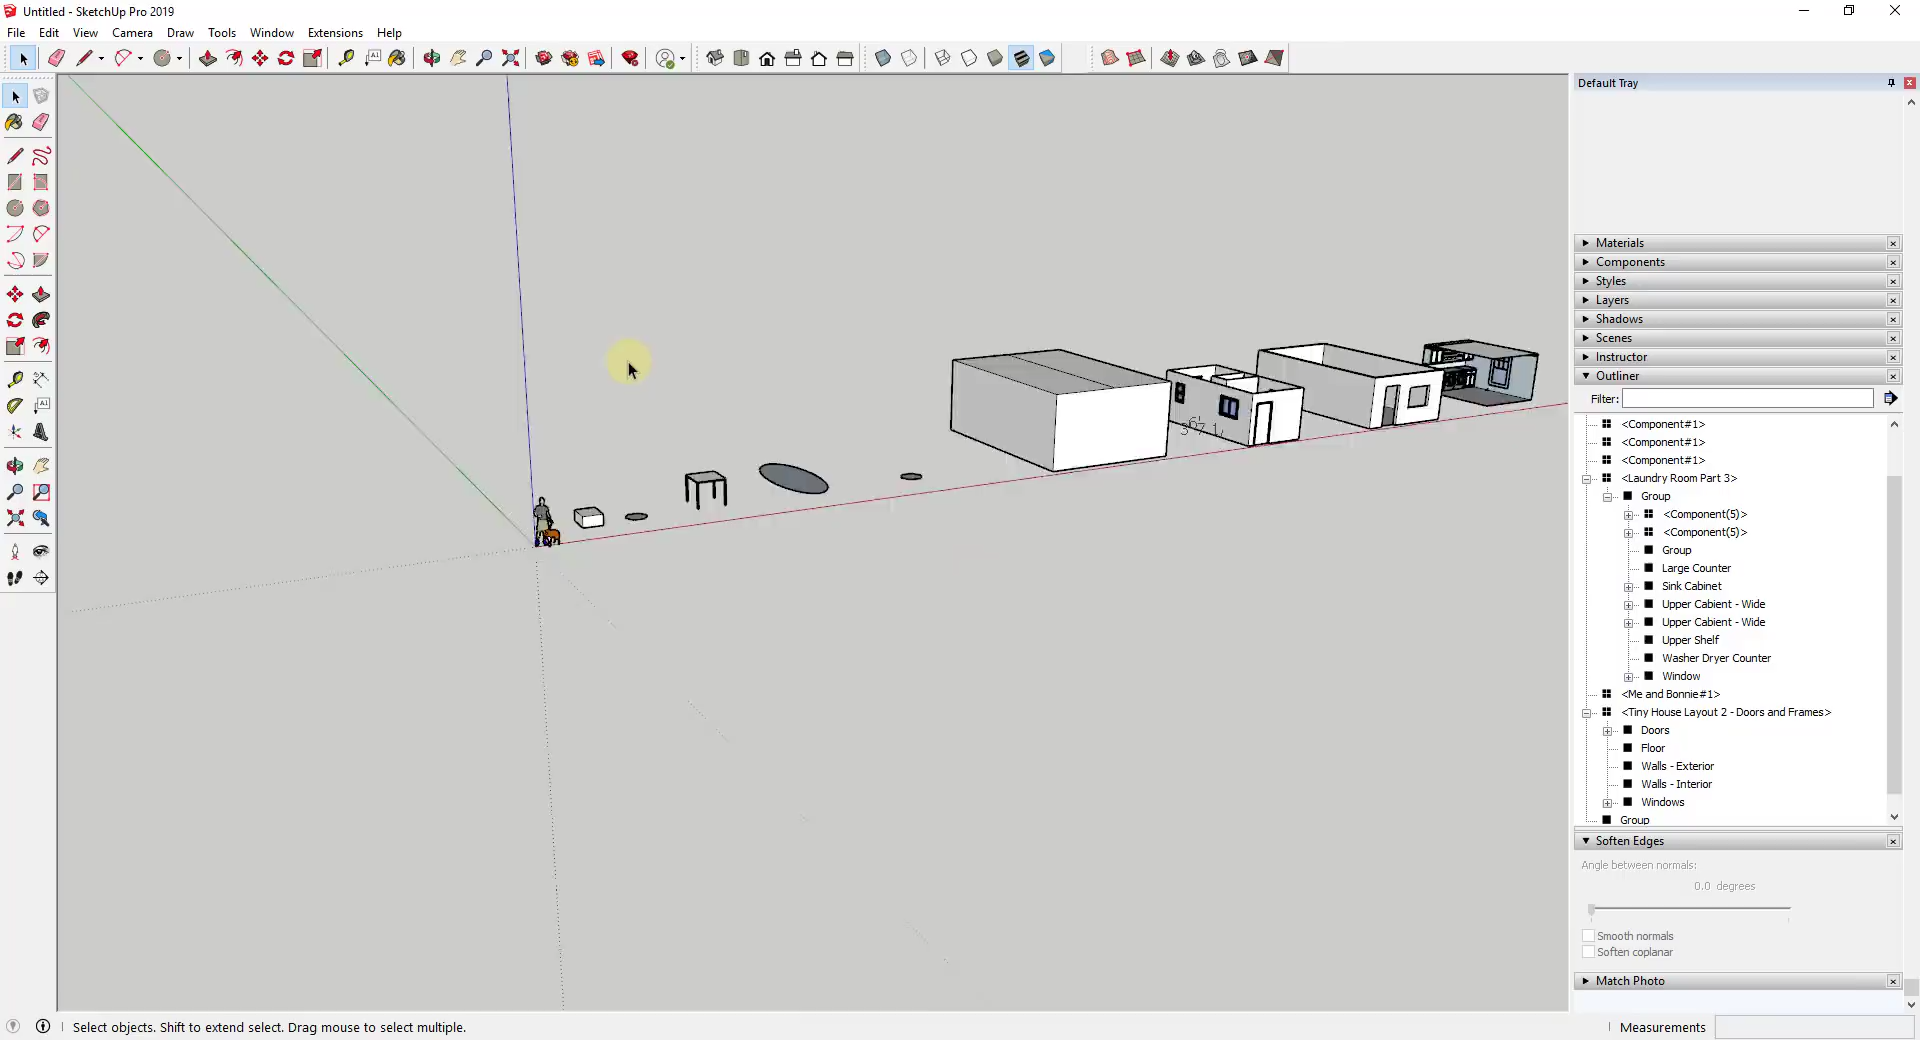 Untitled - SketchUp Pro 2019
File Edit View Camera Draw Tools Window Extensions Help
Default Tray
Materials
Components
Styles
Layers
Shadows
Scenes
Instructor
Outliner
Filter:
<Component#1>
<Component#1>
<Component#1>
<Laundry Room Part 3>
Group
<Component(5)>
<Component(5)>
Group
Large Counter
Sink Cabinet
Upper Cabient - Wide
Upper Cabient - Wide
Upper Shelf
Washer Dryer Counter
Window
<Me and Bonnie#1>
<Tiny House Layout 2 - Doors and Frames>
Doors
Floor
Walls - Exterior
Walls - Interior
Windows
Group
Soften Edges
Angle between normals:
0.0 degrees
Smooth normals
Soften coplanar
Match Photo
Select objects. Shift to extend select. Drag mouse to select multiple.
Measurements